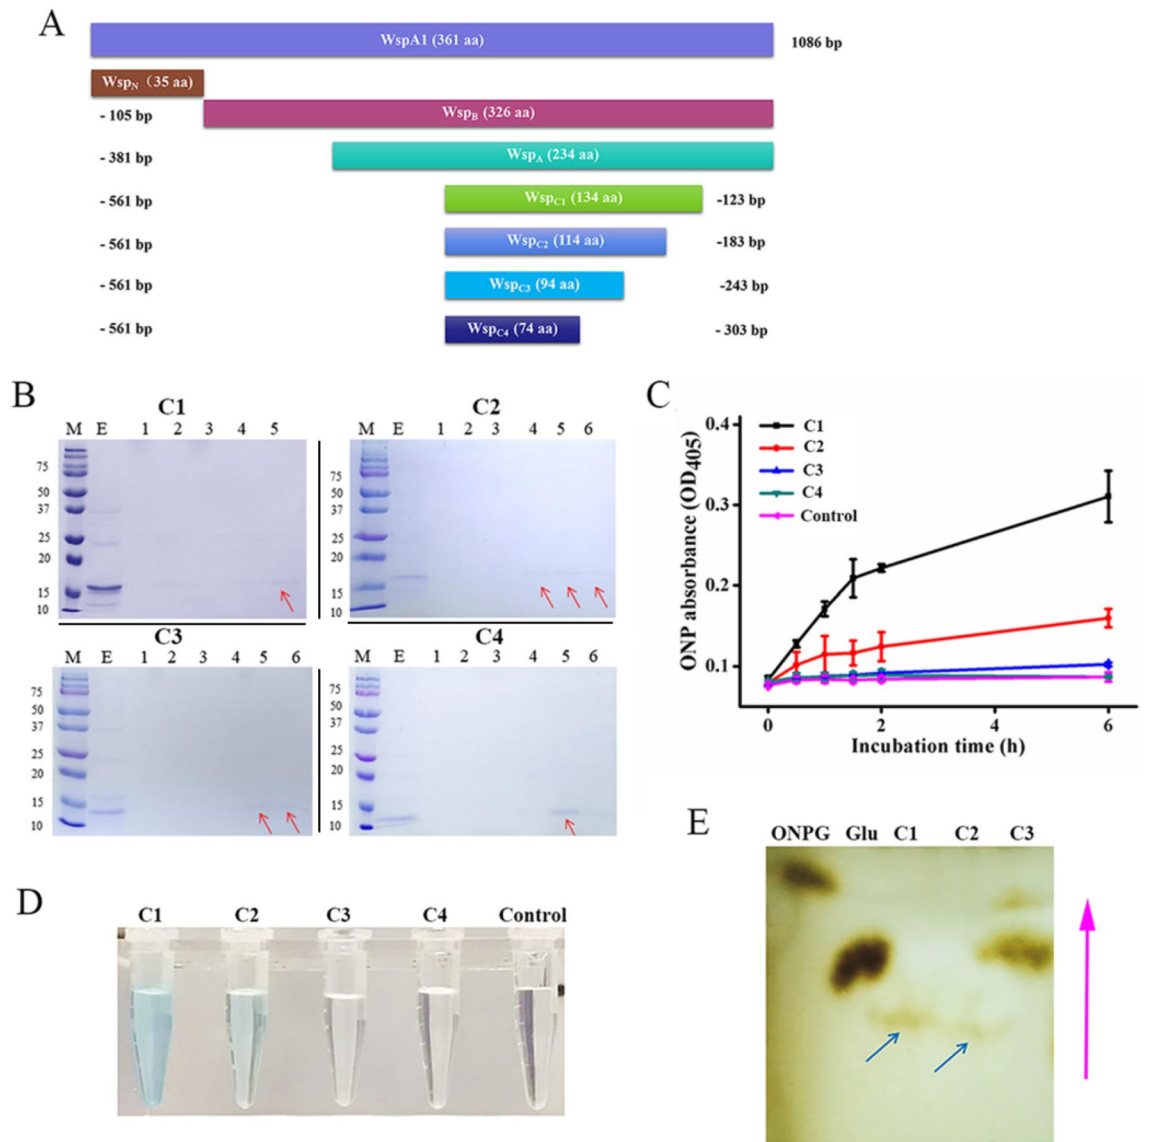 A
WspA1 (361 aa)
1086 bp
WspN (35 aa)
- 105 bp
WspB (326 aa)
- 381 bp
WspA (234 aa)
- 561 bp
WspC1 (134 aa)
-123 bp
- 561 bp
WspC2 (114 aa)
-183 bp
- 561 bp
WspC3 (94 aa)
-243 bp
- 561 bp
WspC4 (74 aa)
- 303 bp
B
C1
M E 1 2 3 4 5
75
50
37
25
20
15
10
C2
M E 1 2 3 4 5 6
75
50
37
25
20
15
10
C3
M E 1 2 3 4 5 6
75
50
37
25
20
15
10
C4
M E 1 2 3 4 5 6
75
50
37
25
20
15
10
C
ONP absorbance (OD405)
0.4
0.3
0.2
0.1
C1
C2
C3
C4
Control
0 2 4 6
Incubation time (h)
D
C1 C2 C3 C4 Control
E
ONPG Glu C1 C2 C3